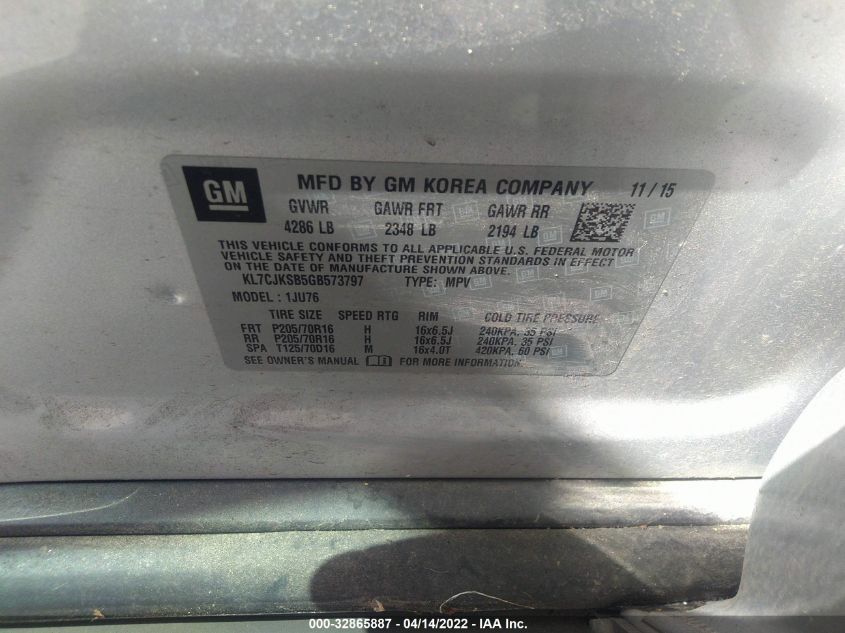 GM MFD BY GM KOREA COMPANY 11/15
GVWR GAWR FRT GAWR RR
4286 LB 2348 LB 2194 LB
THIS VEHICLE CONFORMS TO ALL APPLICABLE U.S. FEDERAL MOTOR
VEHICLE SAFETY AND THEFT PREVENTION STANDARDS IN EFFECT
ON THE DATE OF MANUFACTURE SHOWN ABOVE.
KL7CJKSB5GB573797 TYPE: MPV
MODEL : 1JU76
TIRE SIZE SPEED RTG RIM COLD TIRE PRESSURE
FRT P205/70R16 H 16x6.5J 240KPA, 35 PSI
RR P205/70R16 H 16x6.5J 240KPA, 35 PSI
SPA T125/70D16 M 16x4.0T 420KPA, 60 PSI
SEE OWNER'S MANUAL FOR MORE INFORMATION
000-32865887 - 04/14/2022 - IAA Inc.